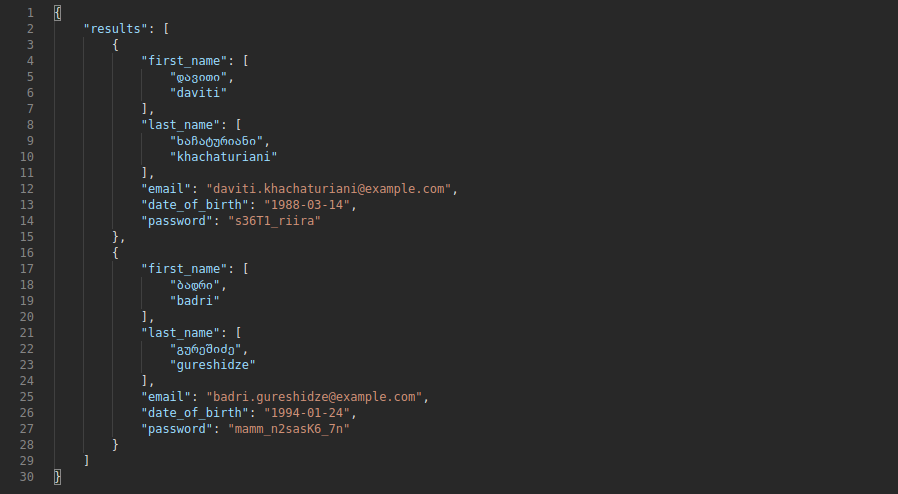 1 {
2 "results": [
3 {
4 "first_name": [
5 "დავითი",
6 "daviti"
7 ],
8 "last_name": [
9 "ხაჩატურიანი",
10 "khachaturiani"
11 ],
12 "email": "daviti.khachaturiani@example.com",
13 "date_of_birth": "1988-03-14",
14 "password": "s36T1_riira"
15 },
16 {
17 "first_name": [
18 "ბადრი",
19 "badri"
20 ],
21 "last_name": [
22 "გურეშიძე",
23 "gureshidze"
24 ],
25 "email": "badri.gureshidze@example.com",
26 "date_of_birth": "1994-01-24",
27 "password": "mamm_n2sasK6_7n"
28 }
29 ]
30 }